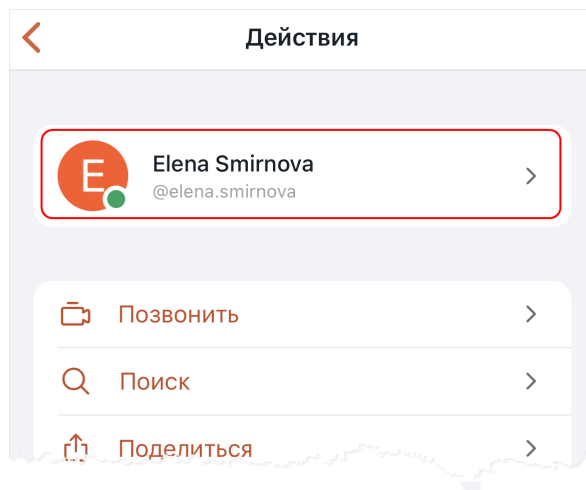 Действия
E
Elena Smirnova
@elena.smirnova
Позвонить
Поиск
Поделиться